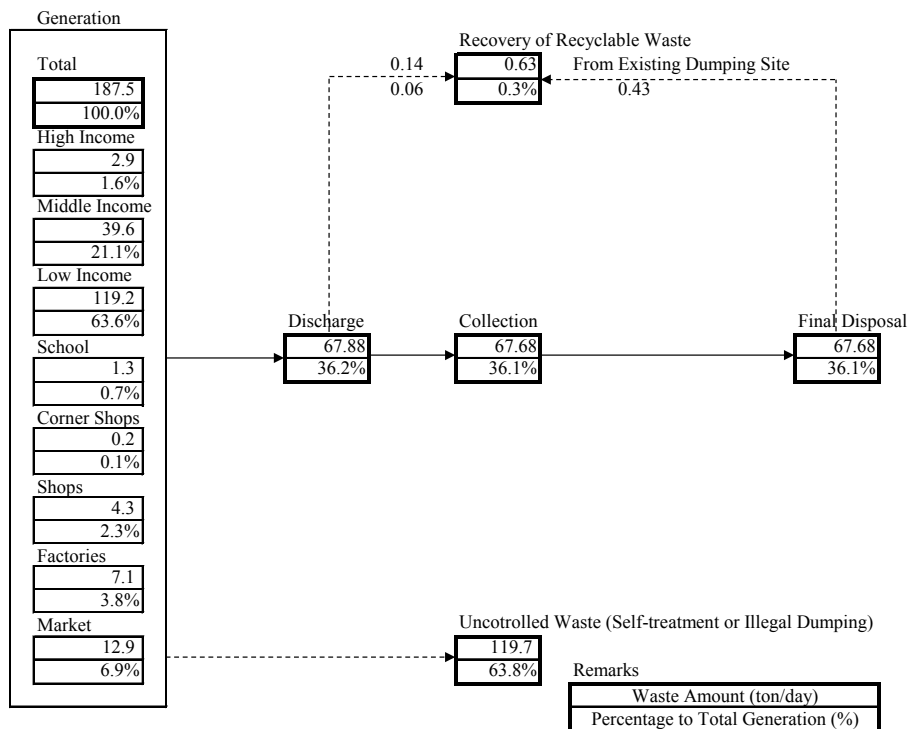 Generation
Total
187.5
100.0%
High Income
2.9
1.6%
Middle Income
39.6
21.1%
Low Income
119.2
63.6%
School
1.3
0.7%
Corner Shops
0.2
0.1%
Shops
4.3
2.3%
Factories
7.1
3.8%
Market
12.9
6.9%
Recovery of Recyclable Waste
0.14
0.06
0.63
0.3%
From Existing Dumping Site
0.43
Discharge
67.88
36.2%
Collection
67.68
36.1%
Final Disposal
67.68
36.1%
Uncotrolled Waste (Self-treatment or Illegal Dumping)
119.7
63.8%
Remarks
Waste Amount (ton/day)
Percentage to Total Generation (%)